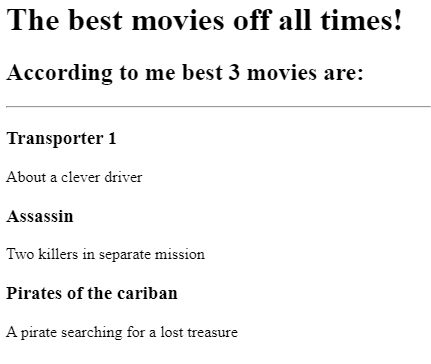 The best movies off all times!
According to me best 3 movies are:
Transporter 1
About a clever driver
Assassin
Two killers in separate mission
Pirates of the cariban
A pirate searching for a lost treasure